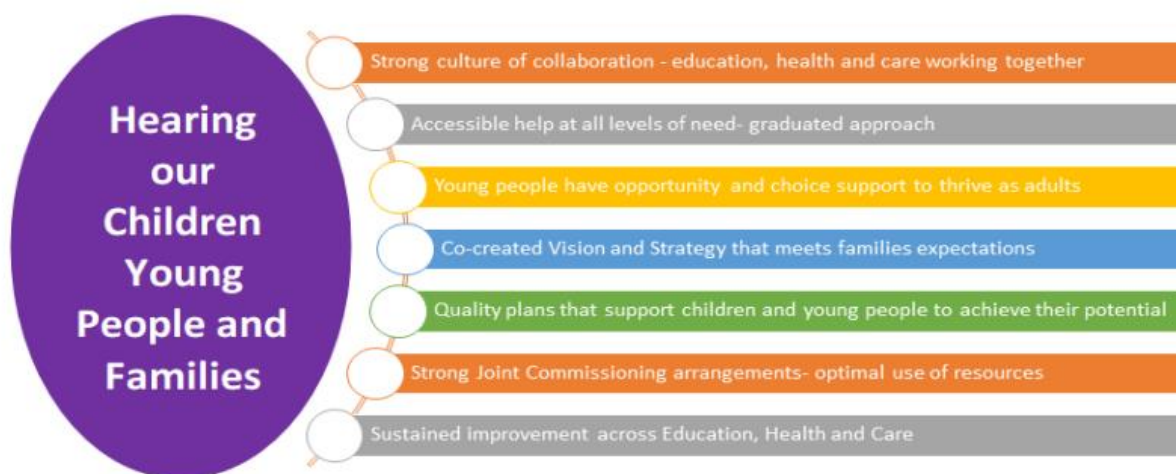 Hearing
our
Children
Young
People and
Families
Strong culture of collaboration - education, health and care working together
Accessible help at all levels of need- graduated approach
Young people have opportunity and choice support to thrive as adults
Co-created Vision and Strategy that meets families expectations
Quality plans that support children and young people to achieve their potential
Strong Joint Commissioning arrangements- optimal use of resources
Sustained improvement across Education, Health and Care